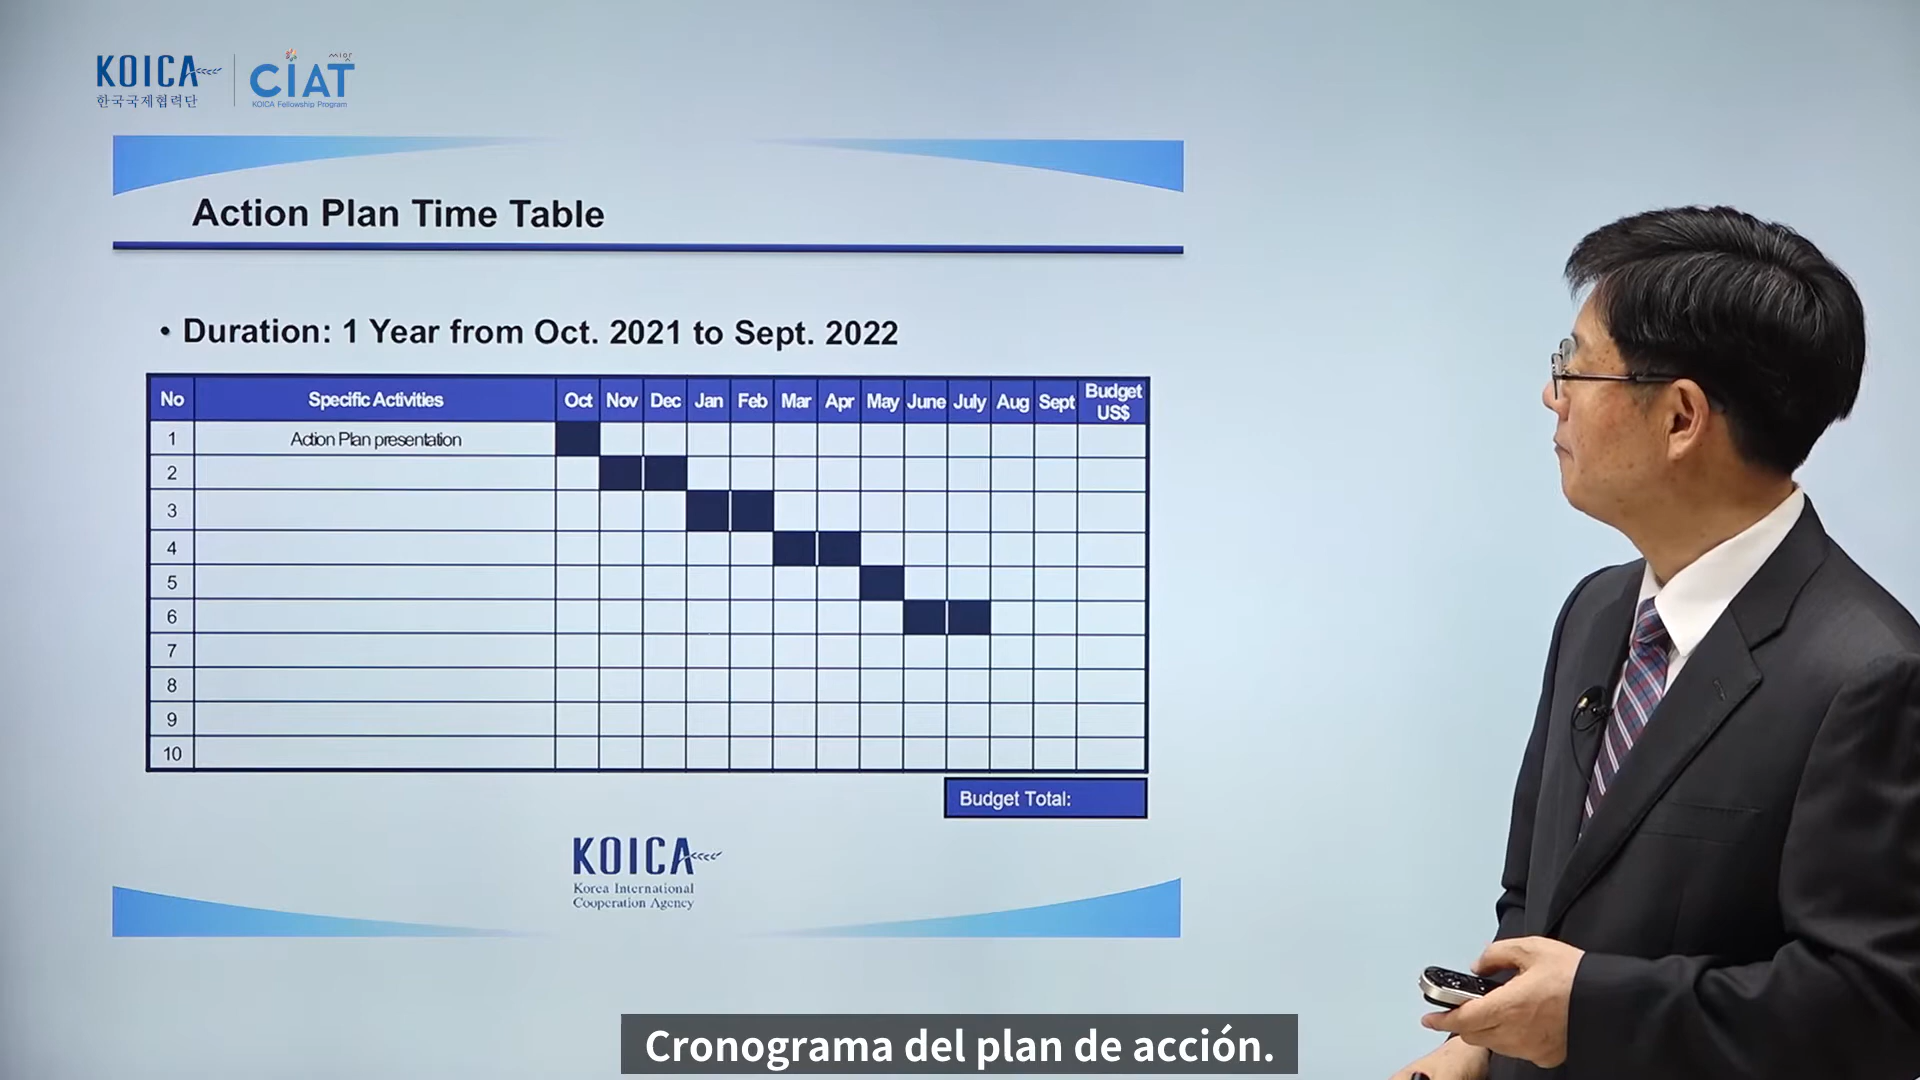 KOICA
한국국제협력단
CIAT
KOICA Fellowship Program
Action Plan Time Table
• Duration: 1 Year from Oct. 2021 to Sept. 2022
No Specific Activities Oct Nov Dec Jan Feb Mar Apr May June July Aug Sept Budget US$
1 Action Plan presentation
2
3
4
5
6
7
8
9
10
Budget Total:
KOICA
Korea International
Cooperation Agency
Cronograma del plan de acción.